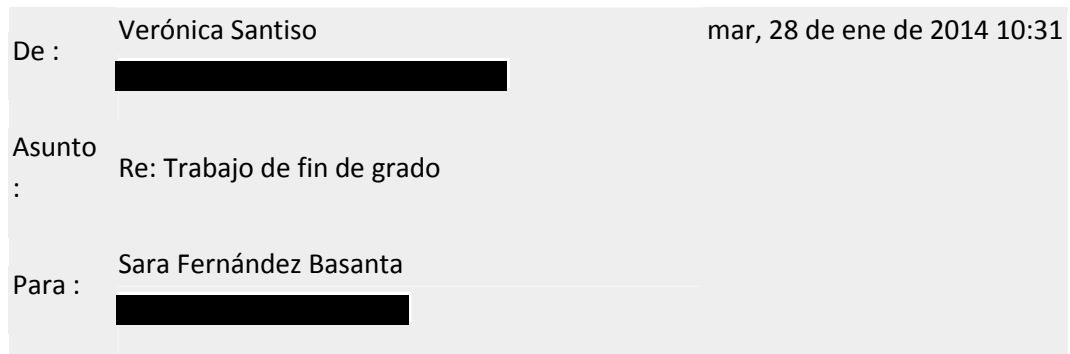 De : Verónica Santiso mar, 28 de ene de 2014 10:31
Asunto : Re: Trabajo de fin de grado
Para : Sara Fernández Basanta